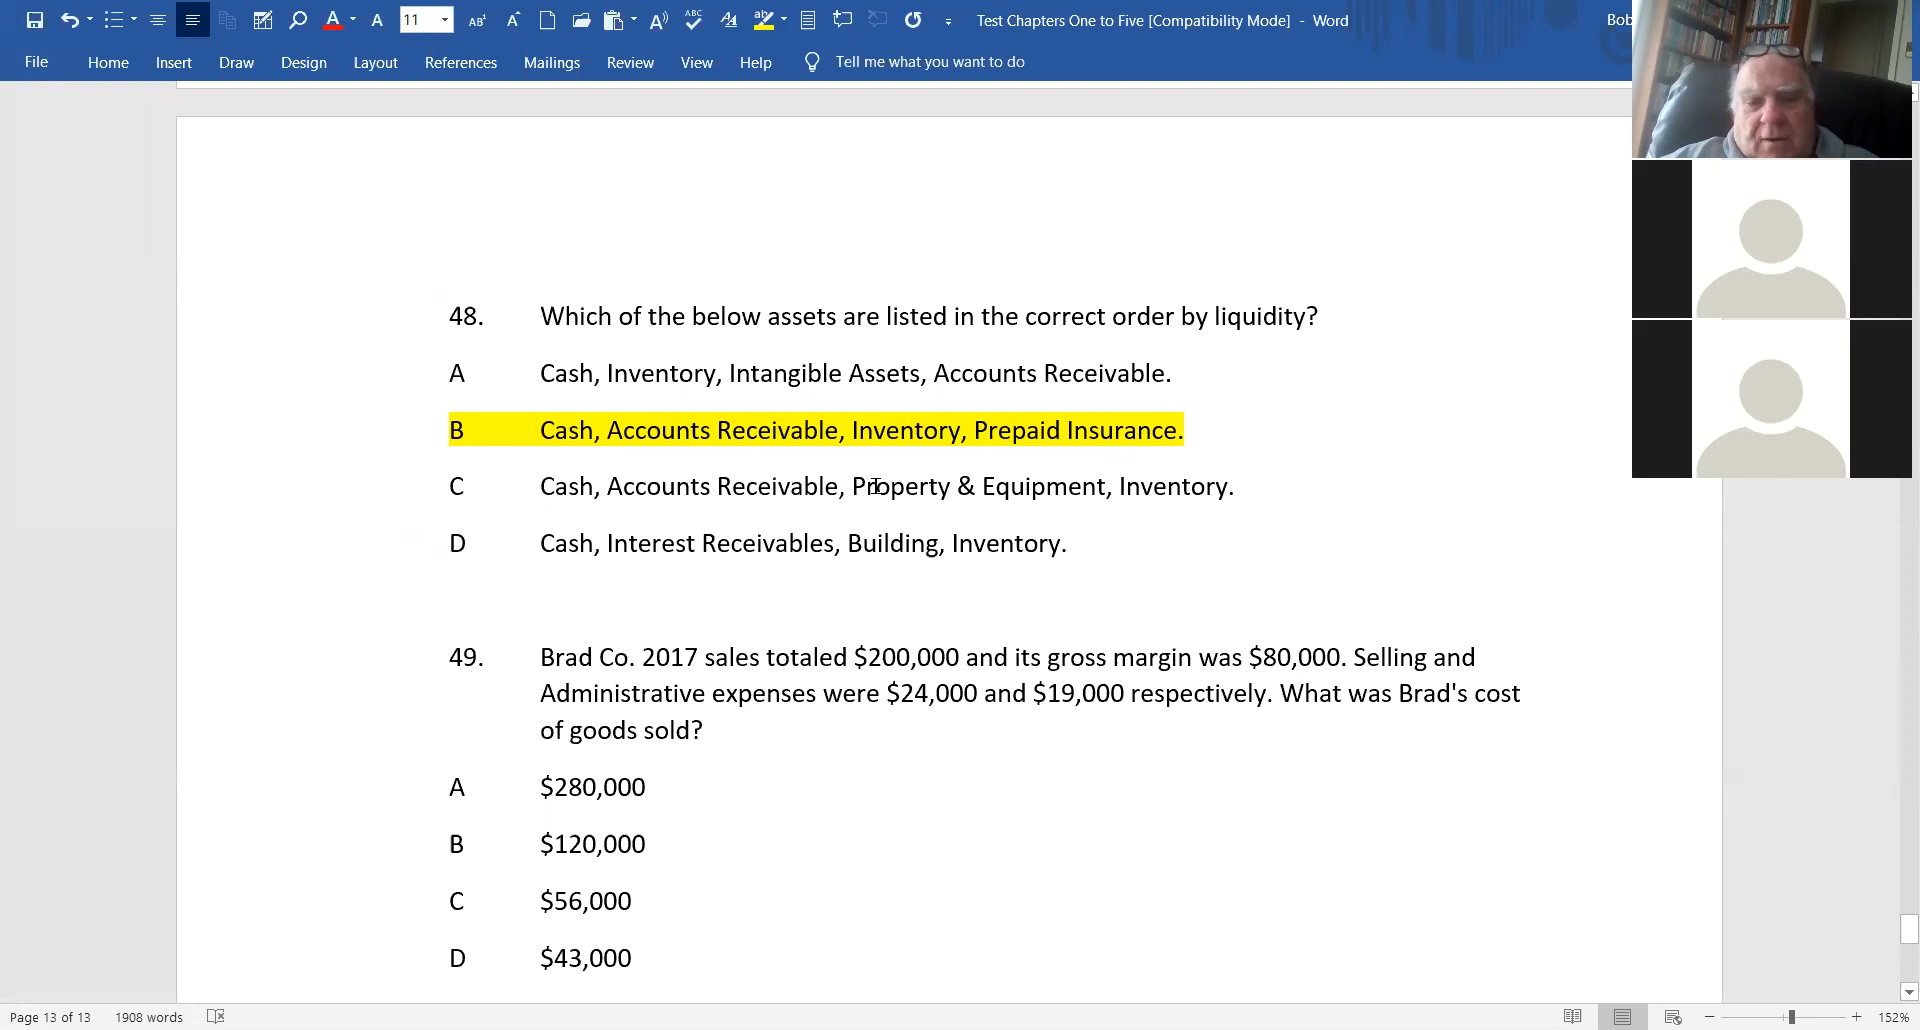 11
Test Chapters One to Five [Compatibility Mode] - Word
Bob
File Home Insert Draw Design Layout References Mailings Review View Help Tell me what you want to do
48. Which of the below assets are listed in the correct order by liquidity?
A Cash, Inventory, Intangible Assets, Accounts Receivable.
B Cash, Accounts Receivable, Inventory, Prepaid Insurance.
C Cash, Accounts Receivable, Property & Equipment, Inventory.
D Cash, Interest Receivables, Building, Inventory.
49. Brad Co. 2017 sales totaled $200,000 and its gross margin was $80,000. Selling and
Administrative expenses were $24,000 and $19,000 respectively. What was Brad's cost
of goods sold?
A $280,000
B $120,000
C $56,000
D $43,000
Page 13 of 13 1908 words
152%